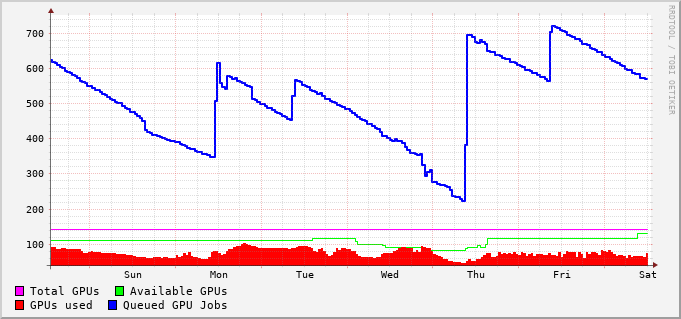 700
600
500
400
300
200
100
Sun Mon Tue Wed Thu Fri Sat
Total GPUs Available GPUs
GPUs used Queued GPU Jobs
RRDTOOL / TOBI OETIKER